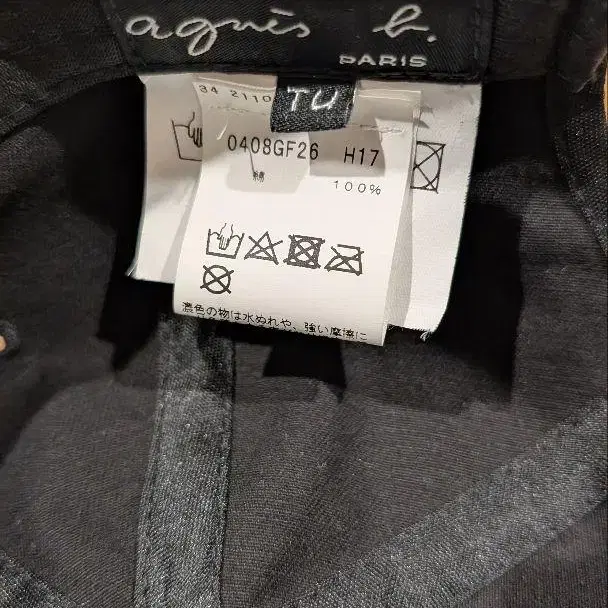 agnès b.
PARIS
34 2110
TU
0408GF26 H17
綿
100%
濃色の物は水ぬれや、強い摩擦に